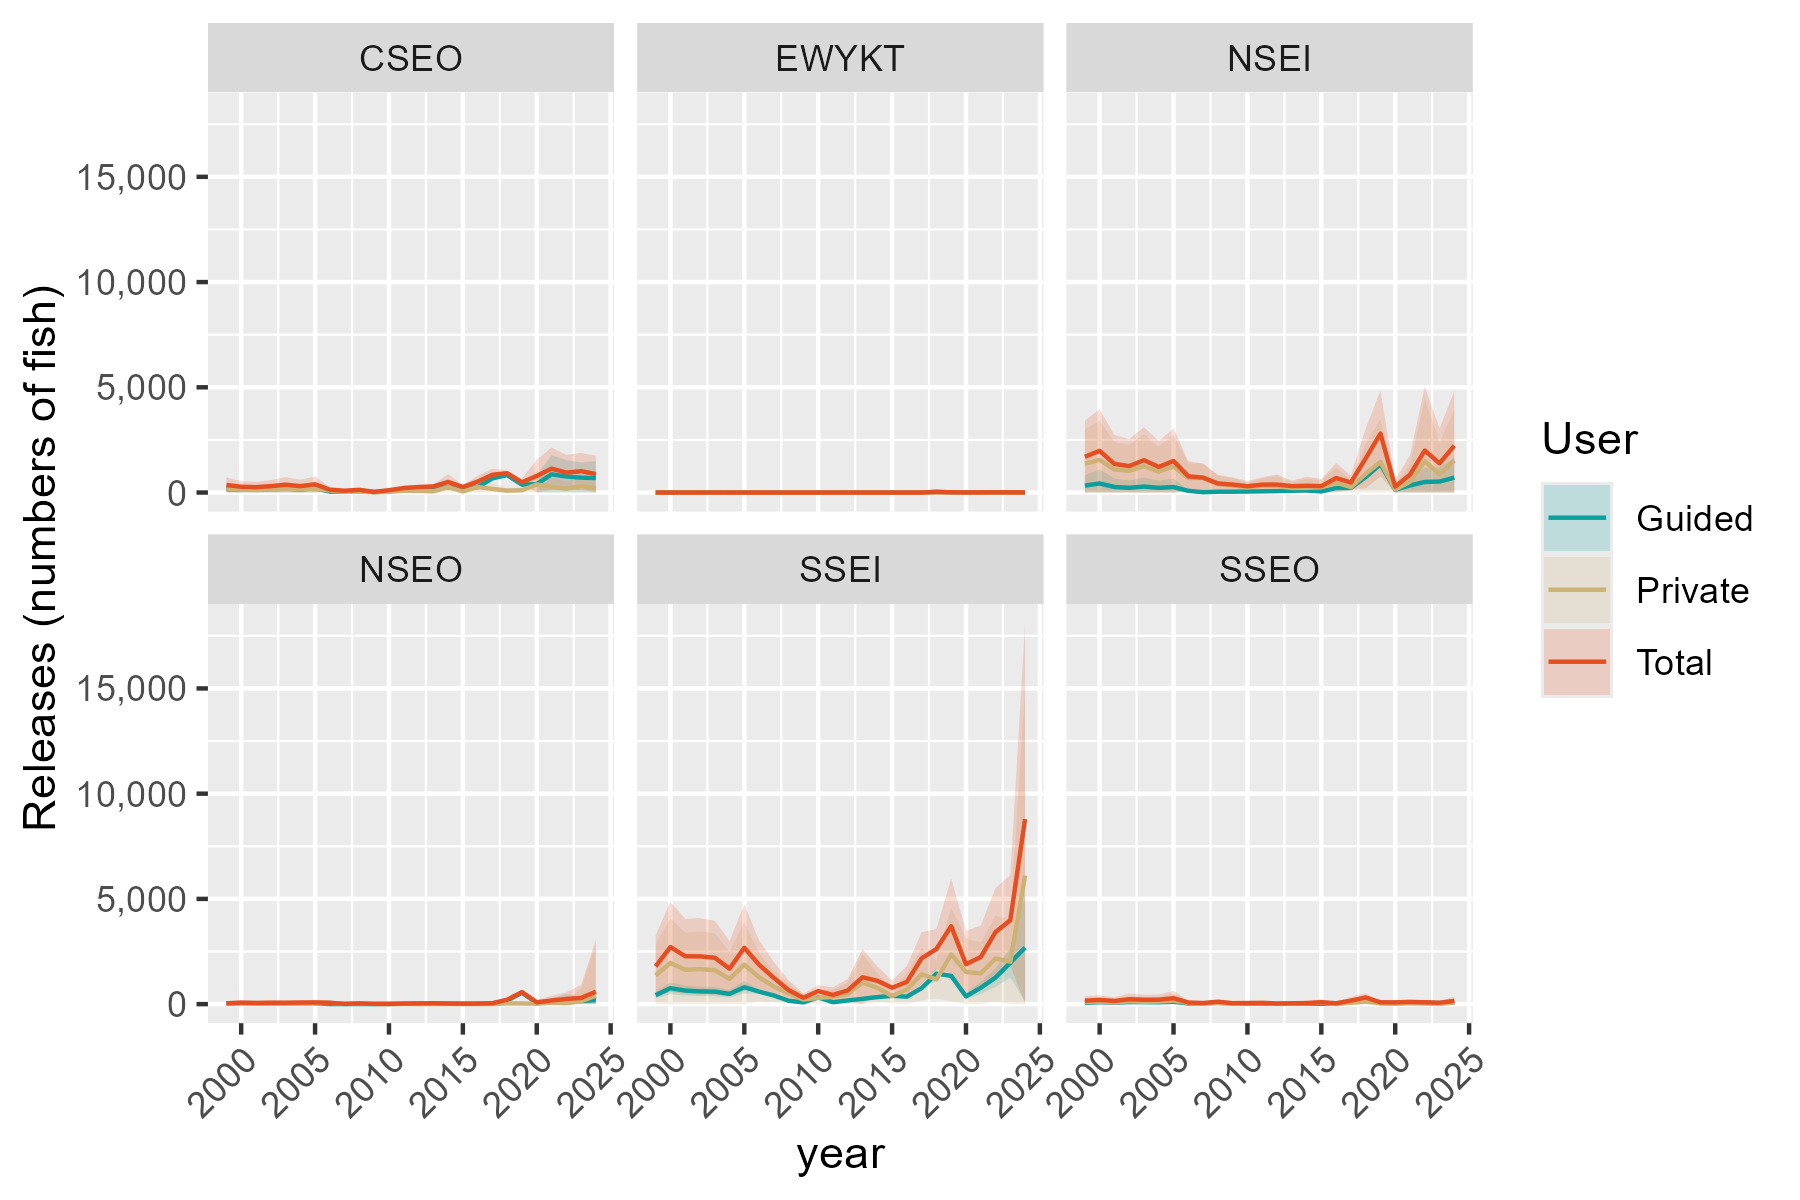 CSEO EWYKT NSEI
15,000
10,000
5,000
0
NSEO SSEI SSEO
15,000
10,000
5,000
0
Releases (numbers of fish)
2000 2005 2010 2015 2020 2025 2000 2005 2010 2015 2020 2025 2000 2005 2010 2015 2020 2025
year
User
Guided
Private
Total